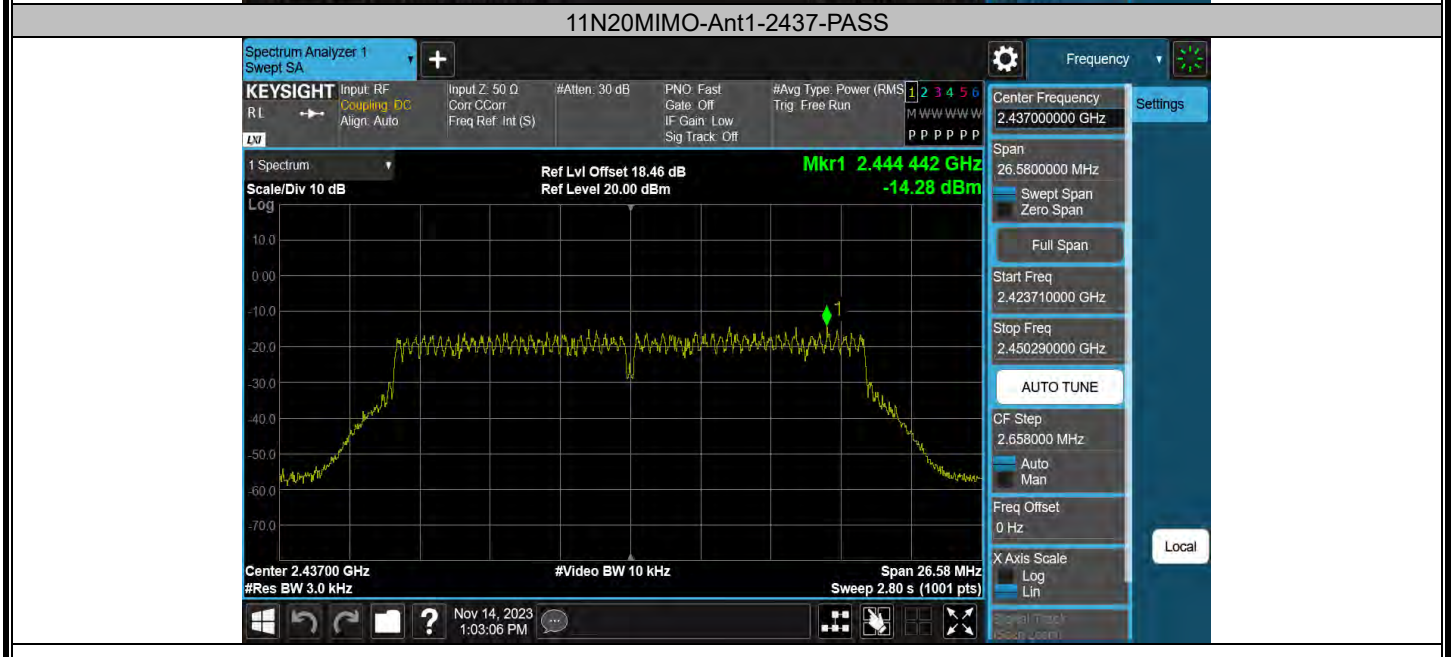 11N20MIMO-Ant1-2437-PASS
Spectrum Analyzer 1
Swept SA
+
Frequency
KEYSIGHT
R L
LXI
Input: RF
Coupling: DC
Align: Auto
Input Z: 50 Ω
Corr CCorr
Freq Ref: Int (S)
#Atten: 30 dB
PNO: Fast
Gate: Off
IF Gain: Low
Sig Track: Off
#Avg Type: Power (RMS
Trig: Free Run
1 2 3 4 5 6
M W W W W W
P P P P P P
Center Frequency
2.437000000 GHz
Settings
Span
26.5800000 MHz
Swept Span
Zero Span
Full Span
Start Freq
2.423710000 GHz
Stop Freq
2.450290000 GHz
AUTO TUNE
CF Step
2.658000 MHz
Auto
Man
Freq Offset
0 Hz
X Axis Scale
Log
Lin
Signal Track
(Span Zoom)
Local
1 Spectrum
Scale/Div 10 dB
Log
Ref Lvl Offset 18.46 dB
Ref Level 20.00 dBm
Mkr1 2.444 442 GHz
-14.28 dBm
10.0
0.00
-10.0
-20.0
-30.0
-40.0
-50.0
-60.0
-70.0
1
Center 2.43700 GHz
#Res BW 3.0 kHz
#Video BW 10 kHz
Span 26.58 MHz
Sweep 2.80 s (1001 pts)
?
Nov 14, 2023
1:03:06 PM